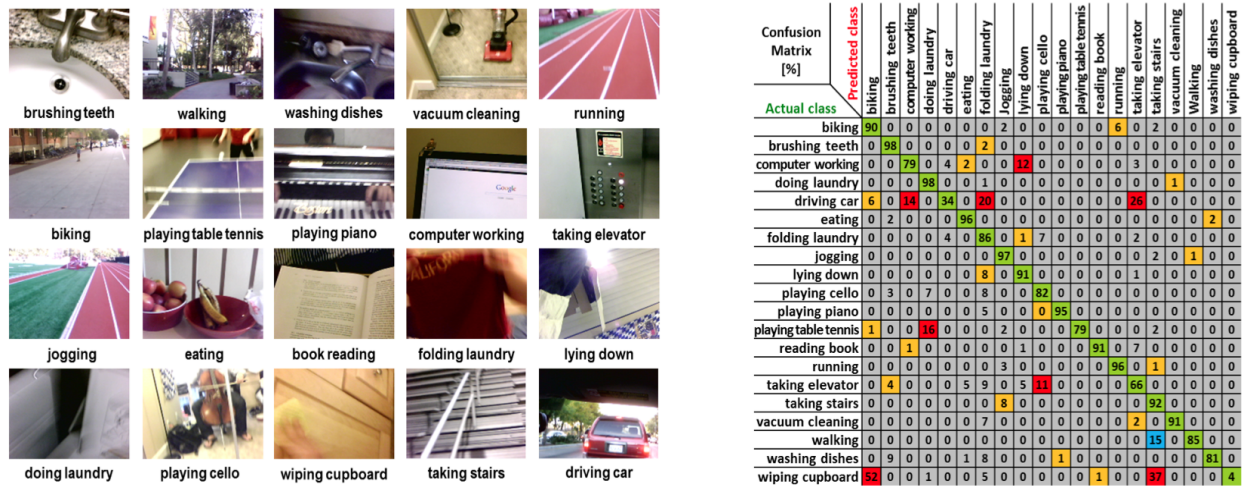 brushing teeth walking washing dishes vacuum cleaning running
Google
biking playing table tennis playing piano computer working taking elevator
CALIFORNIA
jogging eating book reading folding laundry lying down
doing laundry playing cello wiping cupboard taking stairs driving car
Confusion
Matrix
[%]
Predicted class
Actual class
biking
brushing teeth
computer working
doing laundry
driving car
eating
folding laundry
Jogging
lying down
playing cello
playingpiano
playing table tennis
reading book
running
taking elevator
taking stairs
vacuum cleaning
Walking
washing dishes
wiping cupboard
biking 90 0 0 0 0 0 0 2 0 0 0 0 0 6 0 2 0 0 0 0
brushing teeth 0 98 0 0 0 0 2 0 0 0 0 0 0 0 0 0 0 0 0 0
computer working 0 0 79 0 4 2 0 0 12 0 0 0 0 0 3 0 0 0 0 0
doing laundry 0 0 0 98 0 0 1 0 0 0 0 0 0 0 0 0 1 0 0 0
driving car 6 0 14 0 34 0 20 0 0 0 0 0 0 0 26 0 0 0 0 0
eating 0 2 0 0 0 96 0 0 0 0 0 0 0 0 0 0 0 0 2 0
folding laundry 0 0 0 0 4 0 86 0 1 7 0 0 0 0 2 0 0 0 0 0
jogging 0 0 0 0 0 0 0 97 0 0 0 0 0 0 0 2 0 1 0 0
lying down 0 0 0 0 0 0 8 0 91 0 0 0 0 0 1 0 0 0 0 0
playing cello 0 3 0 7 0 0 8 0 0 82 0 0 0 0 0 0 0 0 0 0
playing piano 0 0 0 0 0 0 5 0 0 0 95 0 0 0 0 0 0 0 0 0
playing table tennis 1 0 0 16 0 0 0 2 0 0 0 79 0 0 0 2 0 0 0 0
reading book 0 0 1 0 0 0 0 0 1 0 0 0 91 0 7 0 0 0 0 0
running 0 0 0 0 0 0 0 3 0 0 0 0 0 96 0 1 0 0 0 0
taking elevator 0 4 0 0 0 5 9 0 5 11 0 0 0 0 66 0 0 0 0 0
taking stairs 0 0 0 0 0 0 0 8 0 0 0 0 0 0 0 92 0 0 0 0
vacuum cleaning 0 0 0 0 0 0 7 0 0 0 0 0 0 0 2 0 91 0 0 0
walking 0 0 0 0 0 0 0 0 0 0 0 0 0 0 0 15 0 85 0 0
washing dishes 0 9 0 0 0 1 8 0 0 0 1 0 0 0 0 0 0 0 81 0
wiping cupboard 52 0 0 1 0 0 5 0 0 0 0 0 1 0 0 37 0 0 0 4